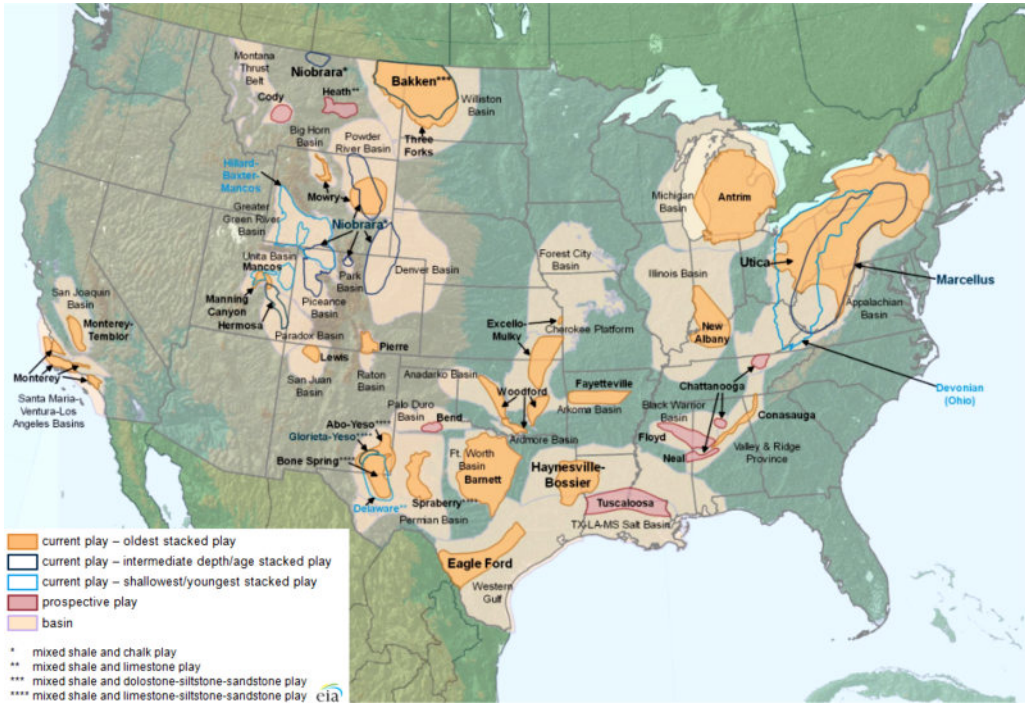 Montana
Thrust
Belt
Niobrara*
Bakken***
Cody
Heath**
Williston
Basin
Big Horn
Basin
Powder
River Basin
Three
Forks
Hillard-
Baxter-
Mancos
Mowry
Greater
Green River
Basin
Niobrara*
Michigan
Basin
Antrim
Uinta Basin
Mancos
Park
Basin
Denver Basin
Forest City
Basin
Illinois Basin
Utica
Marcellus
Appalachian
Basin
San Joaquin
Basin
Monterey-
Temblor
Manning
Canyon
Hermosa
Piceance
Basin
Paradox Basin
Excello-
Mulky
Cherokee Platform
New
Albany
Lewis
Pierre
San Juan
Basin
Raton
Basin
Anadarko Basin
Monterey
Santa Maria-
Ventura-Los
Angeles Basins
Woodford
Fayetteville
Arkoma Basin
Chattanooga
Devonian
(Ohio)
Palo Duro
Basin
Bend
Black Warrior
Basin
Conasauga
Abo-Yeso****
Glorieta-Yeso****
Ardmore Basin
Floyd
Neal
Valley & Ridge
Province
Bone Spring****
Ft. Worth
Basin
Barnett
Haynesville-
Bossier
Delaware**
Spraberry****
Permian Basin
Tuscaloosa
TX-LA-MS Salt Basin
Eagle Ford
Western
Gulf
current play – oldest stacked play
current play – intermediate depth/age stacked play
current play – shallowest/youngest stacked play
prospective play
basin
* mixed shale and chalk play
** mixed shale and limestone play
*** mixed shale and dolostone-siltstone-sandstone play
**** mixed shale and limestone-siltstone-sandstone play
eia